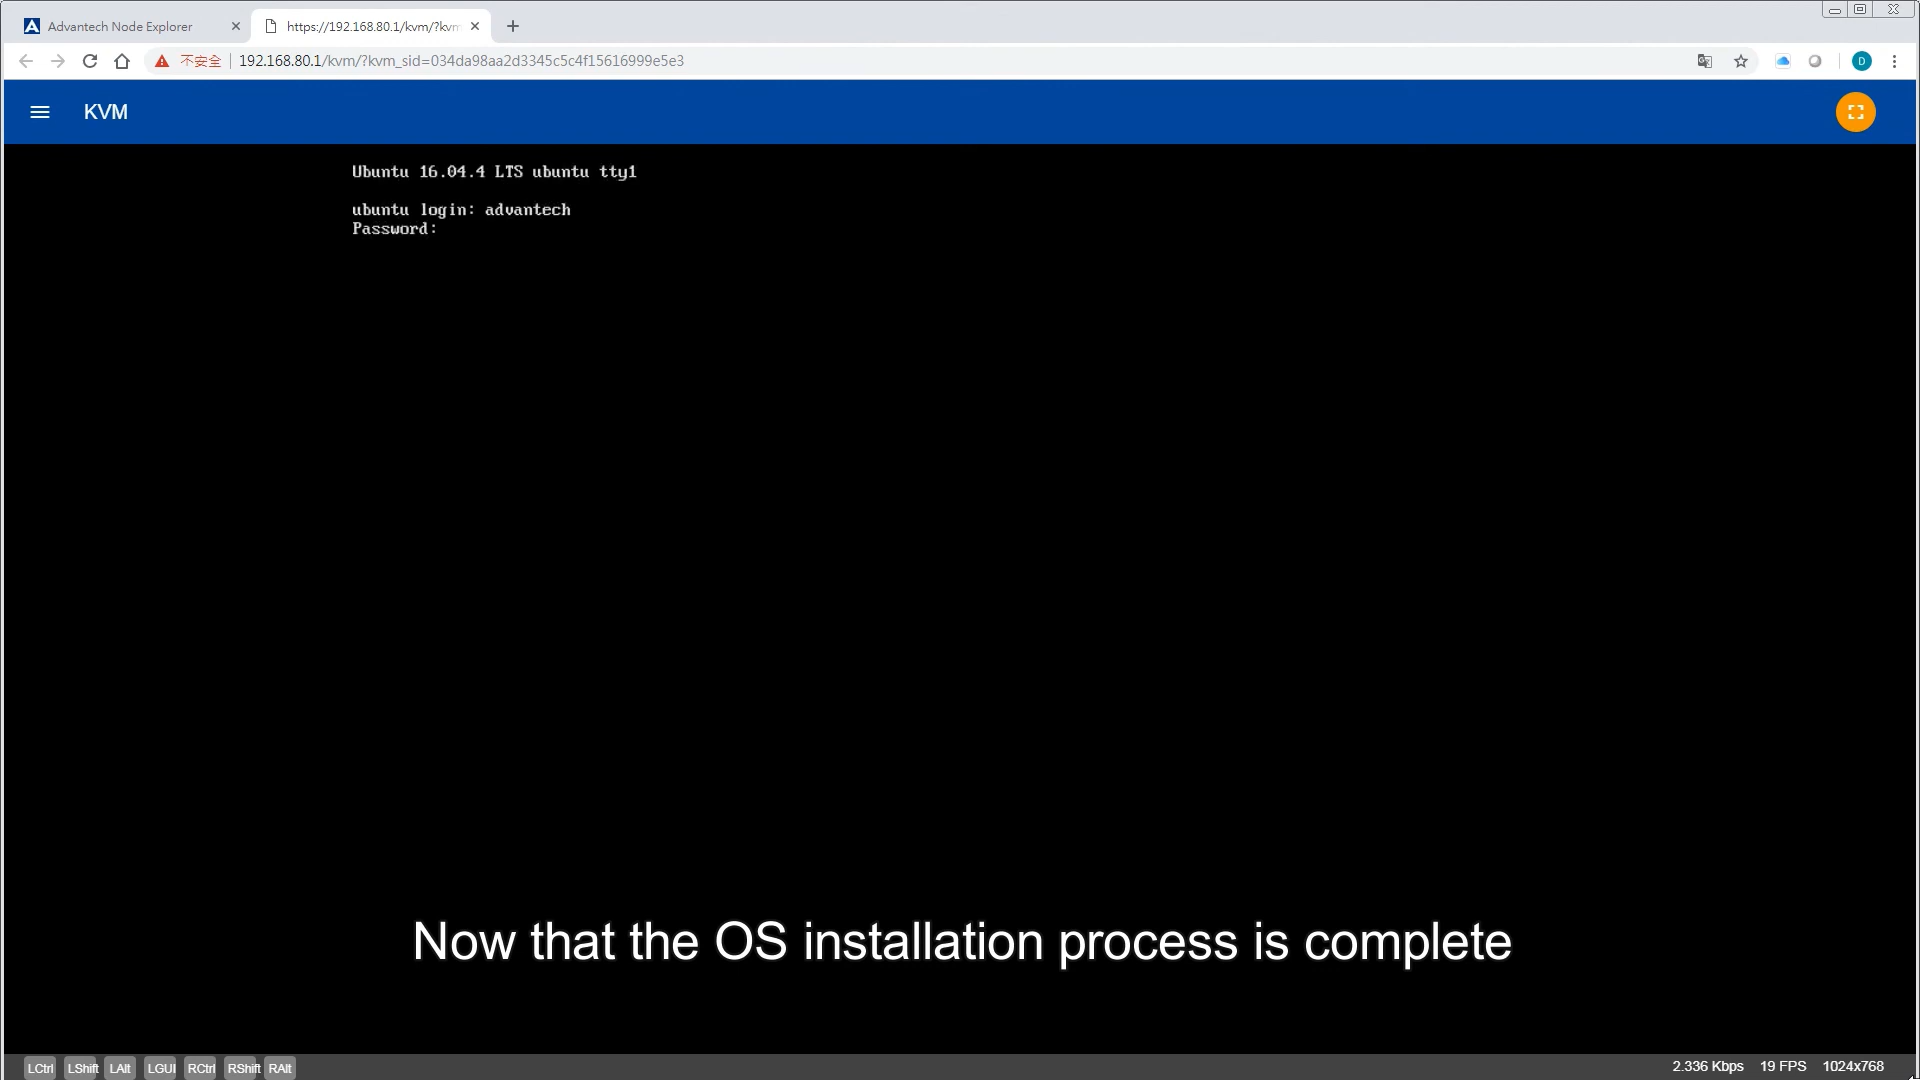 Advantech Node Explorer
https://192.168.80.1/kvm/?kvm
不安全
192.168.80.1/kvm/?kvm_sid=034da98aa2d3345c5c4f15616999e5e3
D
KVM
Ubuntu 16.04.4 LTS ubuntu tty1
ubuntu login: advantech
Password:
Now that the OS installation process is complete
LCtrl LShift LAlt LGUI RCtrl RShift RAlt
2.336 Kbps 19 FPS 1024x768